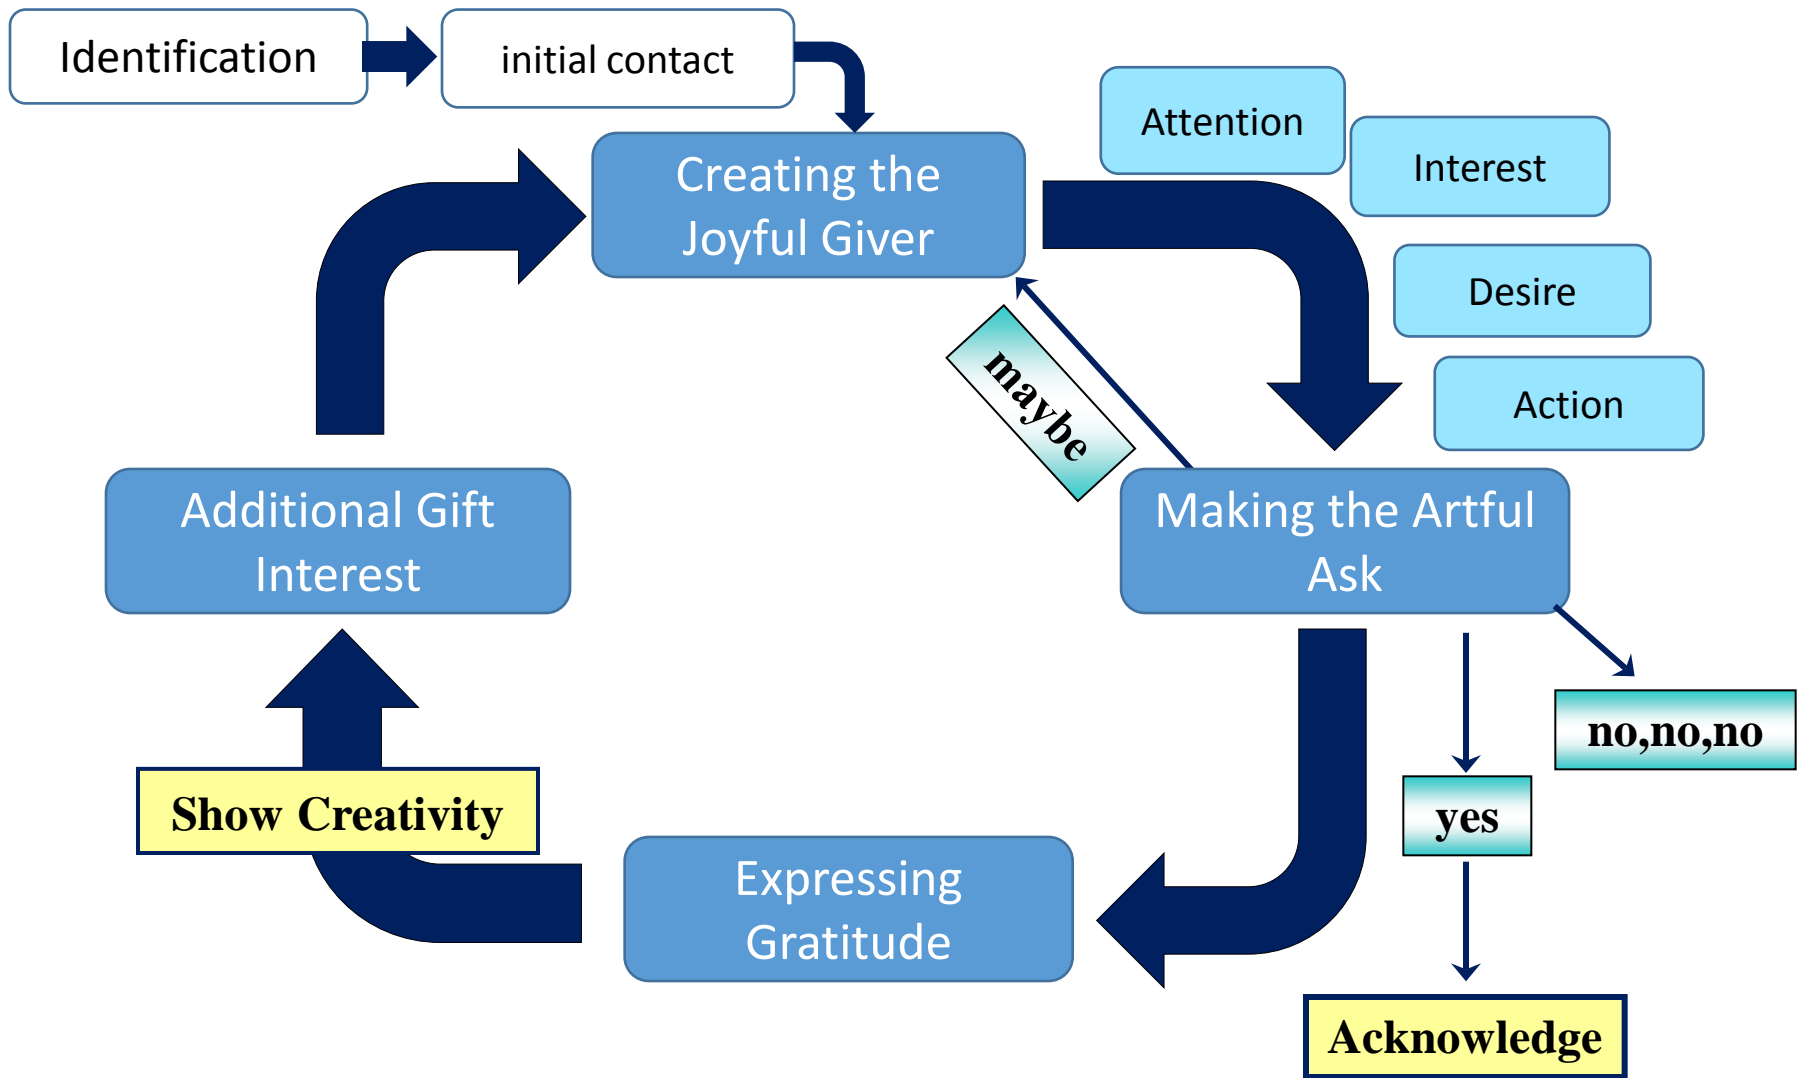 Identification
initial contact
Attention
Interest
Creating the
Joyful Giver
Desire
maybe
Action
Additional Gift
Interest
Making the Artful
Ask
no,no,no
Show Creativity
yes
Expressing
Gratitude
Acknowledge